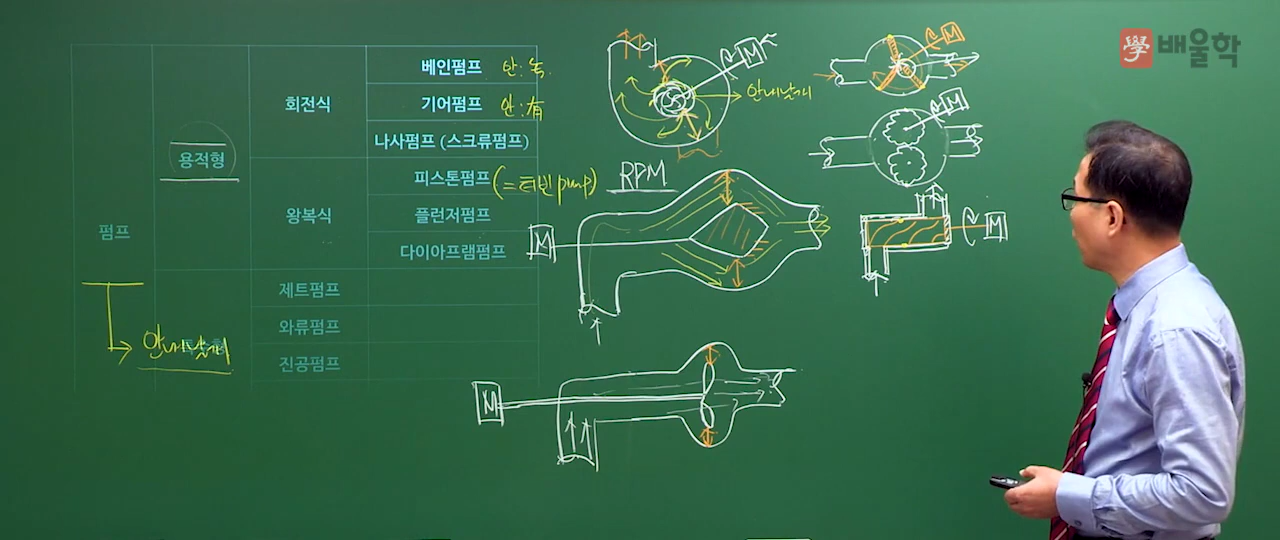 學 배울학
펌프
용적형
회전식
베인펌프
기어펌프
나사펌프 (스크류펌프)
왕복식
피스톤펌프
플런저펌프
다이아프램펌프
제트펌프
와류펌프
진공펌프
안: 有
(=터빈 pump)
RPM
안내날개
안내날개
M
M
M
M
M
M